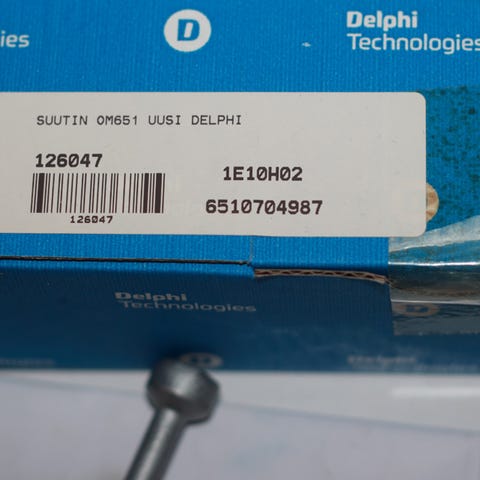 ies
D
Delphi
Technologies
SUUTIN OM651 UUSI DELPHI
126047
1E10H02
126047
6510704987
Delphi
Technologies
D